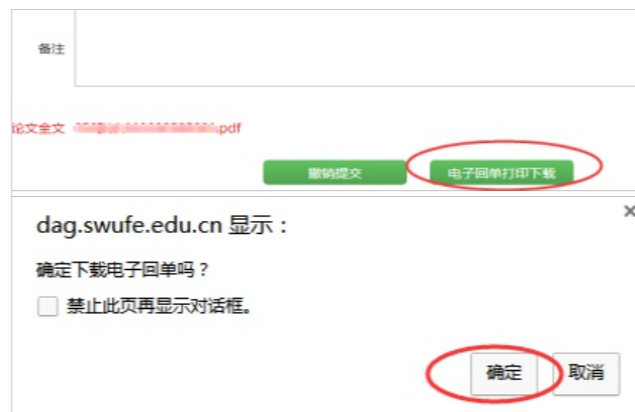 备注
论文全文 .pdf
撤销提交 电子回单打印下载
dag.swufe.edu.cn 显示：
确定下载电子回单吗？
禁止此页再显示对话框。
确定 取消